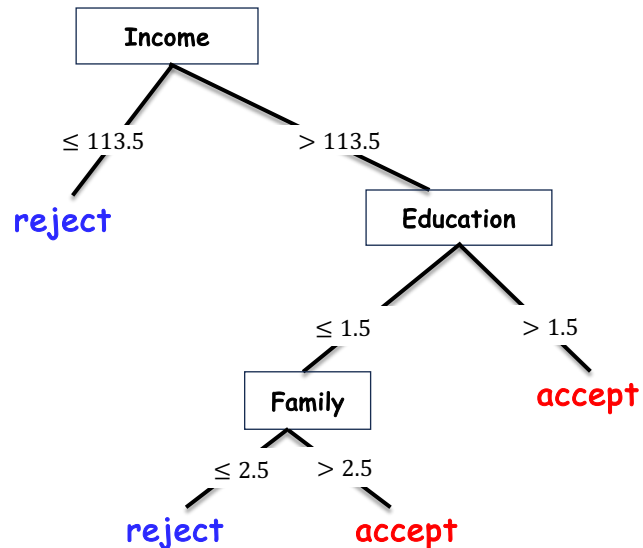 Income
≤ 113.5
> 113.5
reject
Education
≤ 1.5
> 1.5
Family
accept
≤ 2.5
> 2.5
reject
accept